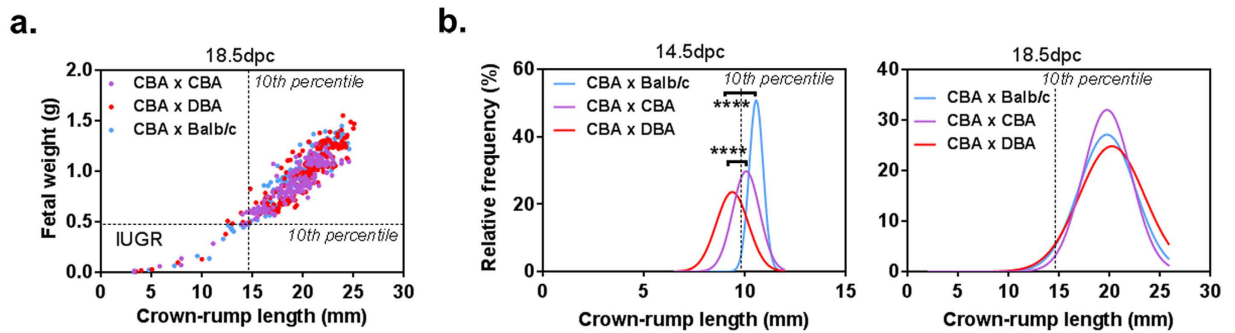 a.
18.5dpc
Fetal weight (g)
2.0
1.5
1.0
0.5
0.0
CBA x CBA
CBA x DBA
CBA x Balb/c
10th percentile
10th percentile
IUGR
0 5 10 15 20 25 30
Crown-rump length (mm)
b.
14.5dpc
Relative frequency (%)
60
40
20
0
CBA x Balb/c
CBA x CBA
CBA x DBA
10th percentile
****
****
0 5 10 15
Crown-rump length (mm)
18.5dpc
40
30
20
10
0
10th percentile
CBA x Balb/c
CBA x CBA
CBA x DBA
0 5 10 15 20 25 30
Crown-rump length (mm)